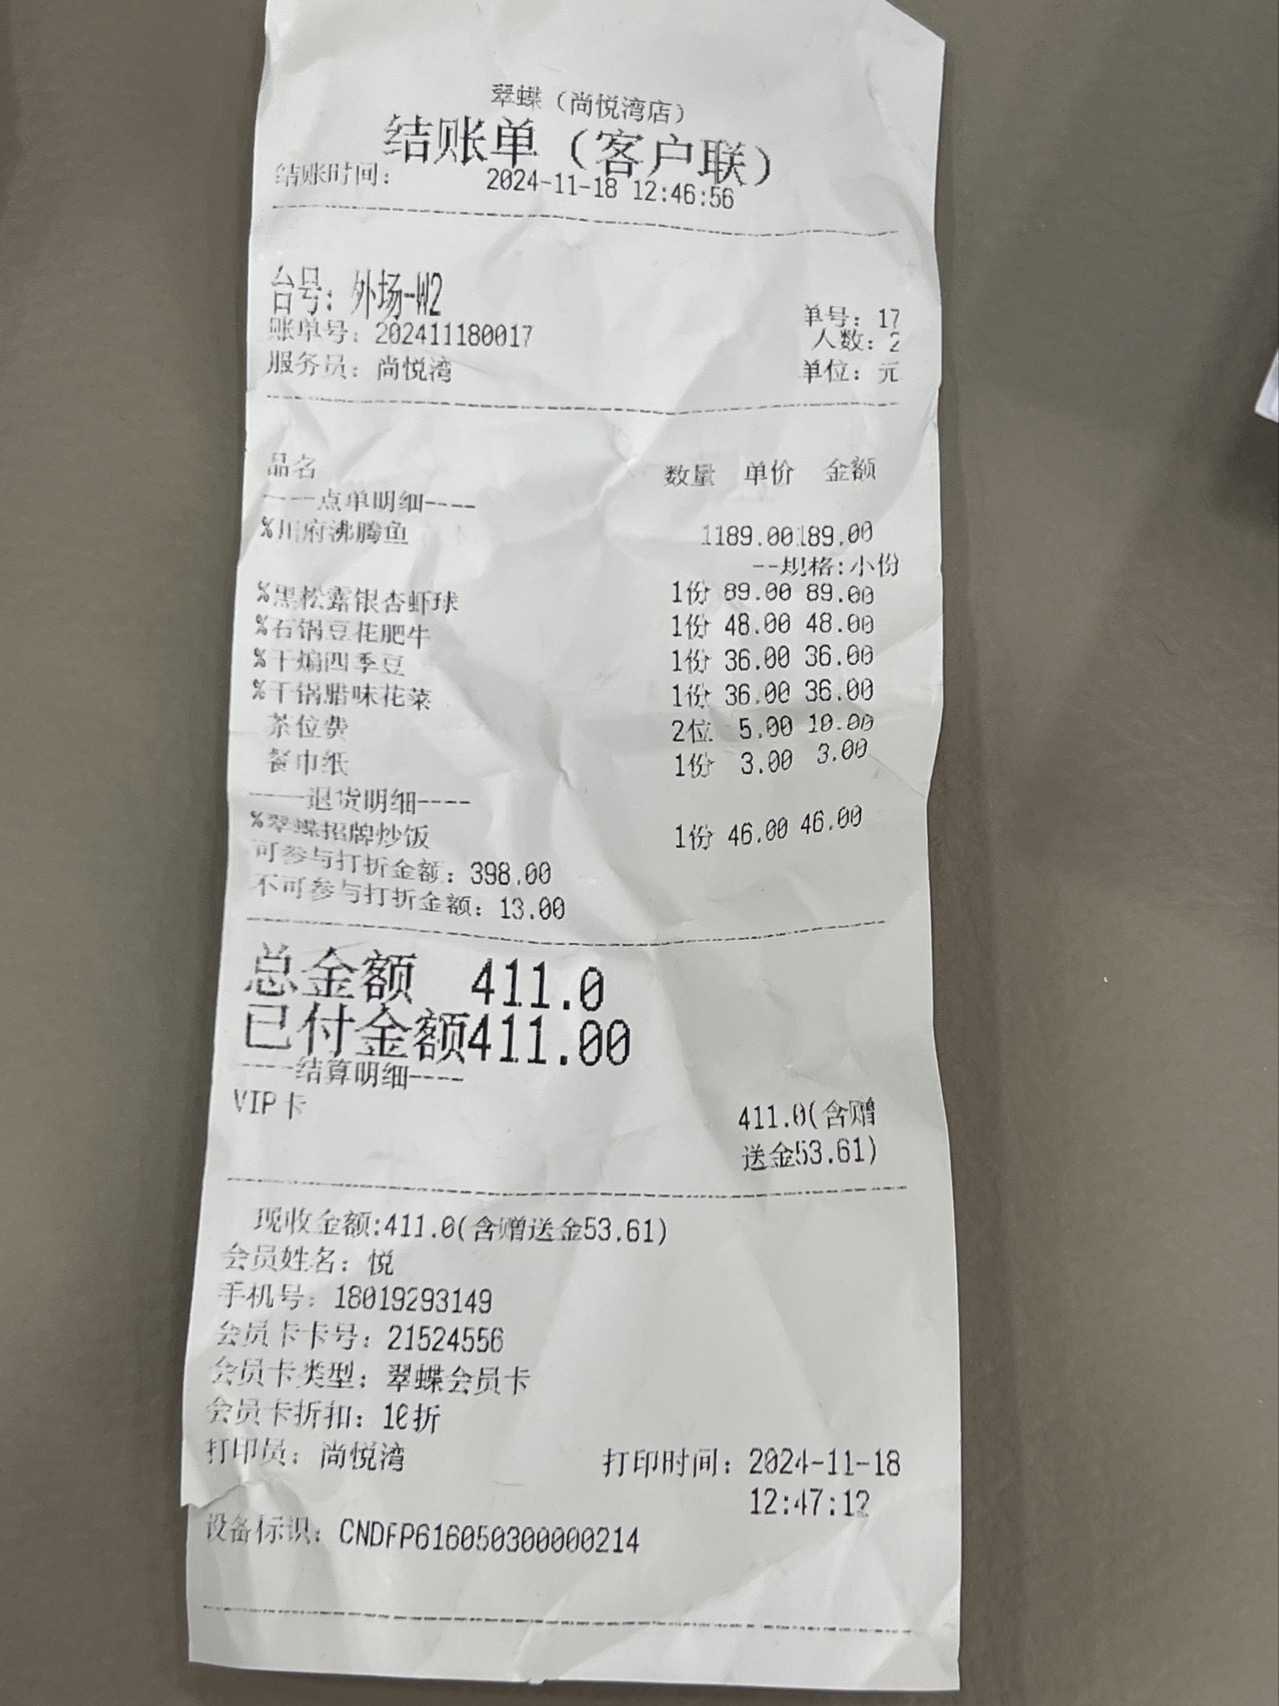 翠蝶（尚悦湾店）
结账单（客户联）
结账时间： 2024-11-18 12:46:56
台号：外场-W2
单号：17
账单号：202411180017 人数：2
服务员：尚悦湾 单位：元
品名 数量 单价 金额
----点单明细----
%川府沸腾鱼 1189.00189.00
--规格:小份
%黑松露银杏虾球 1份 89.00 89.00
%石锅豆花肥牛 1份 48.00 48.00
%干煸四季豆 1份 36.00 36.00
%干锅腊味花菜 1份 36.00 36.00
茶位费 2位 5.00 10.00
餐巾纸 1份 3.00 3.00
----退货明细----
%翠蝶招牌炒饭 1份 46.00 46.00
可参与打折金额：398.00
不可参与打折金额：13.00
总金额 411.0
已付金额411.00
----结算明细----
VIP卡 411.0(含赠
送金53.61)
现收金额:411.0(含赠送金53.61)
会员姓名：悦
手机号：18019293149
会员卡卡号：21524556
会员卡类型：翠蝶会员卡
会员卡折扣：10折
打印员：尚悦湾 打印时间：2024-11-18
12:47:12
设备标识：CNDFP616050300000214